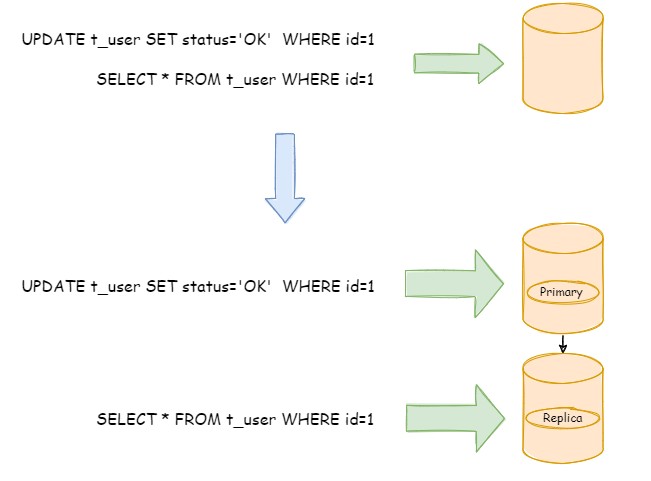 UPDATE t_user SET status='OK' WHERE id=1
SELECT * FROM t_user WHERE id=1
UPDATE t_user SET status='OK' WHERE id=1
Primary
SELECT * FROM t_user WHERE id=1
Replica